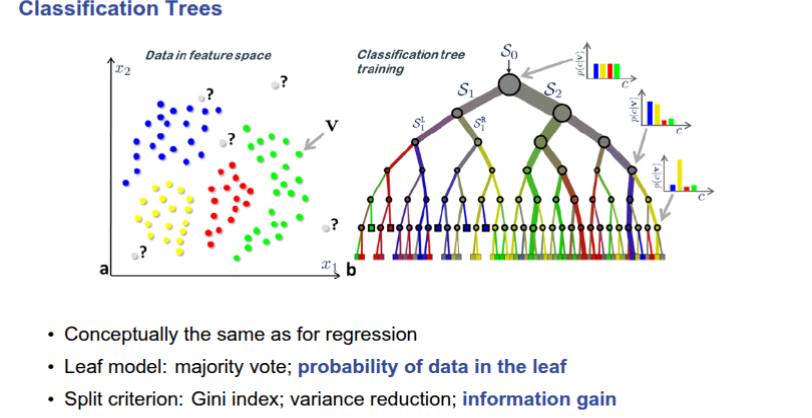 Classification Trees
Data in feature space
Classification tree
training
x₂
?
?
?
v
?
?
a
x₁
b
S₀
S₁
S₂
S₁ᴸ
S₁ᴿ
p(c|v)
c
p(c|v)
c
p(c|v)
c
• Conceptually the same as for regression
• Leaf model: majority vote; probability of data in the leaf
• Split criterion: Gini index; variance reduction; information gain